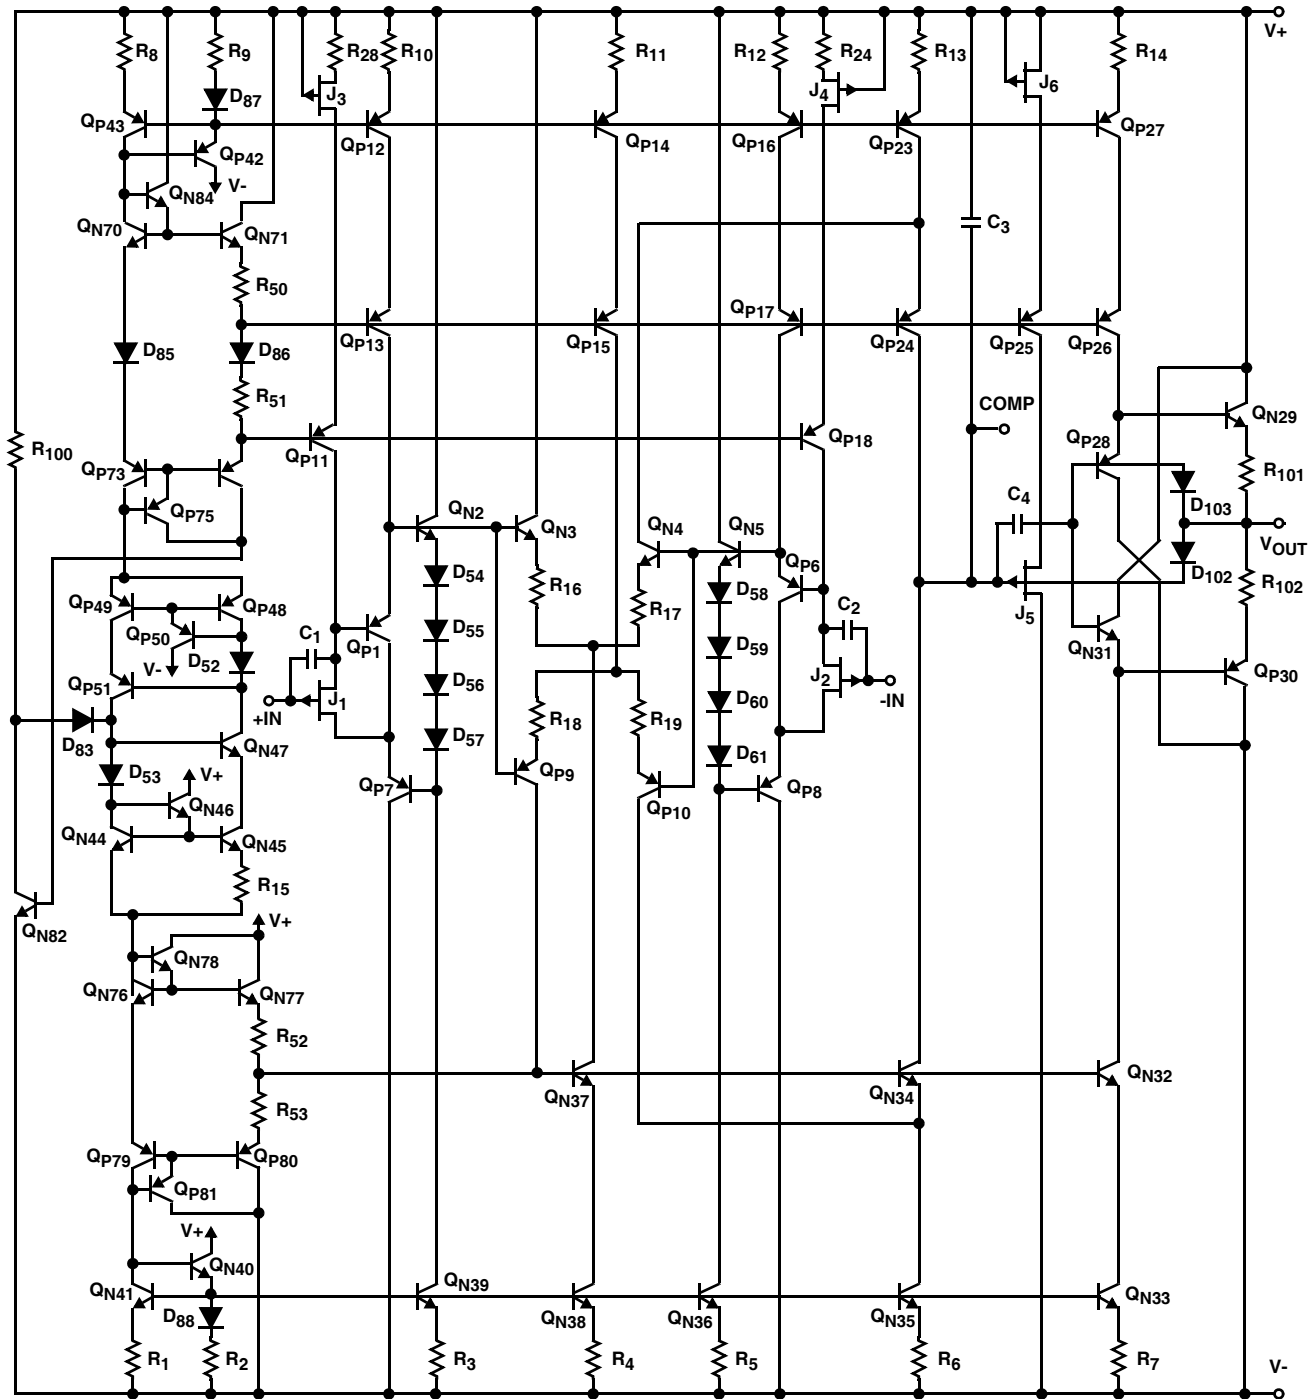 V+
R8
R9
R28
R10
R11
R12
R24
R13
R14
D87
J3
J4
J6
QP43
QP42
QP12
QP14
QP16
QP23
QP27
V-
QN84
QN70
QN71
C3
R50
QP17
QP13
QP15
QP24
QP25
QP26
D85
D86
R51
COMP
QN29
R100
QP11
QP18
QP28
QP73
R101
QP75
QN2
QN3
QN4
QN5
C4
D103
VOUT
D54
R16
QP6
D102
R102
QP49
QP48
D58
R17
C2
J5
QP50
D52
C1
QP1
D55
D59
QN31
V-
QP51
J1
D56
J2
D60
QP30
+IN
-IN
D83
QN47
D57
R18
R19
D61
D53
V+
QN46
QP7
QP9
QP10
QP8
QN44
QN45
R15
QN82
V+
QN78
QN76
QN77
R52
QN37
QN34
QN32
R53
QP79
QP80
QP81
V+
QN40
QN41
QN39
D88
QN38
QN36
QN35
QN33
R1
R2
R3
R4
R5
R6
R7
V-